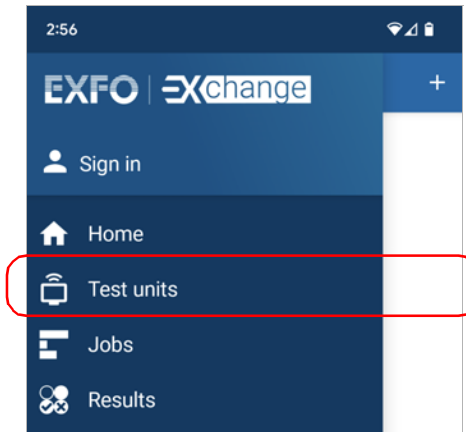 2:56
EXFO | EXchange
+
Sign in
Home
Test units
Jobs
Results